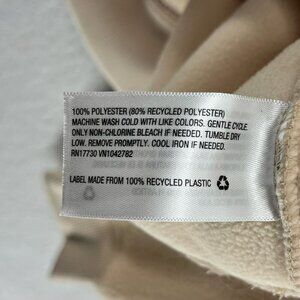 100% POLYESTER (80% RECYCLED POLYESTER)
MACHINE WASH COLD WITH LIKE COLORS. GENTLE CYCLE.
ONLY NON-CHLORINE BLEACH IF NEEDED. TUMBLE DRY
LOW. REMOVE PROMPTLY. COOL IRON IF NEEDED.
RN17730 VN1042782
LABEL MADE FROM 100% RECYCLED PLASTIC